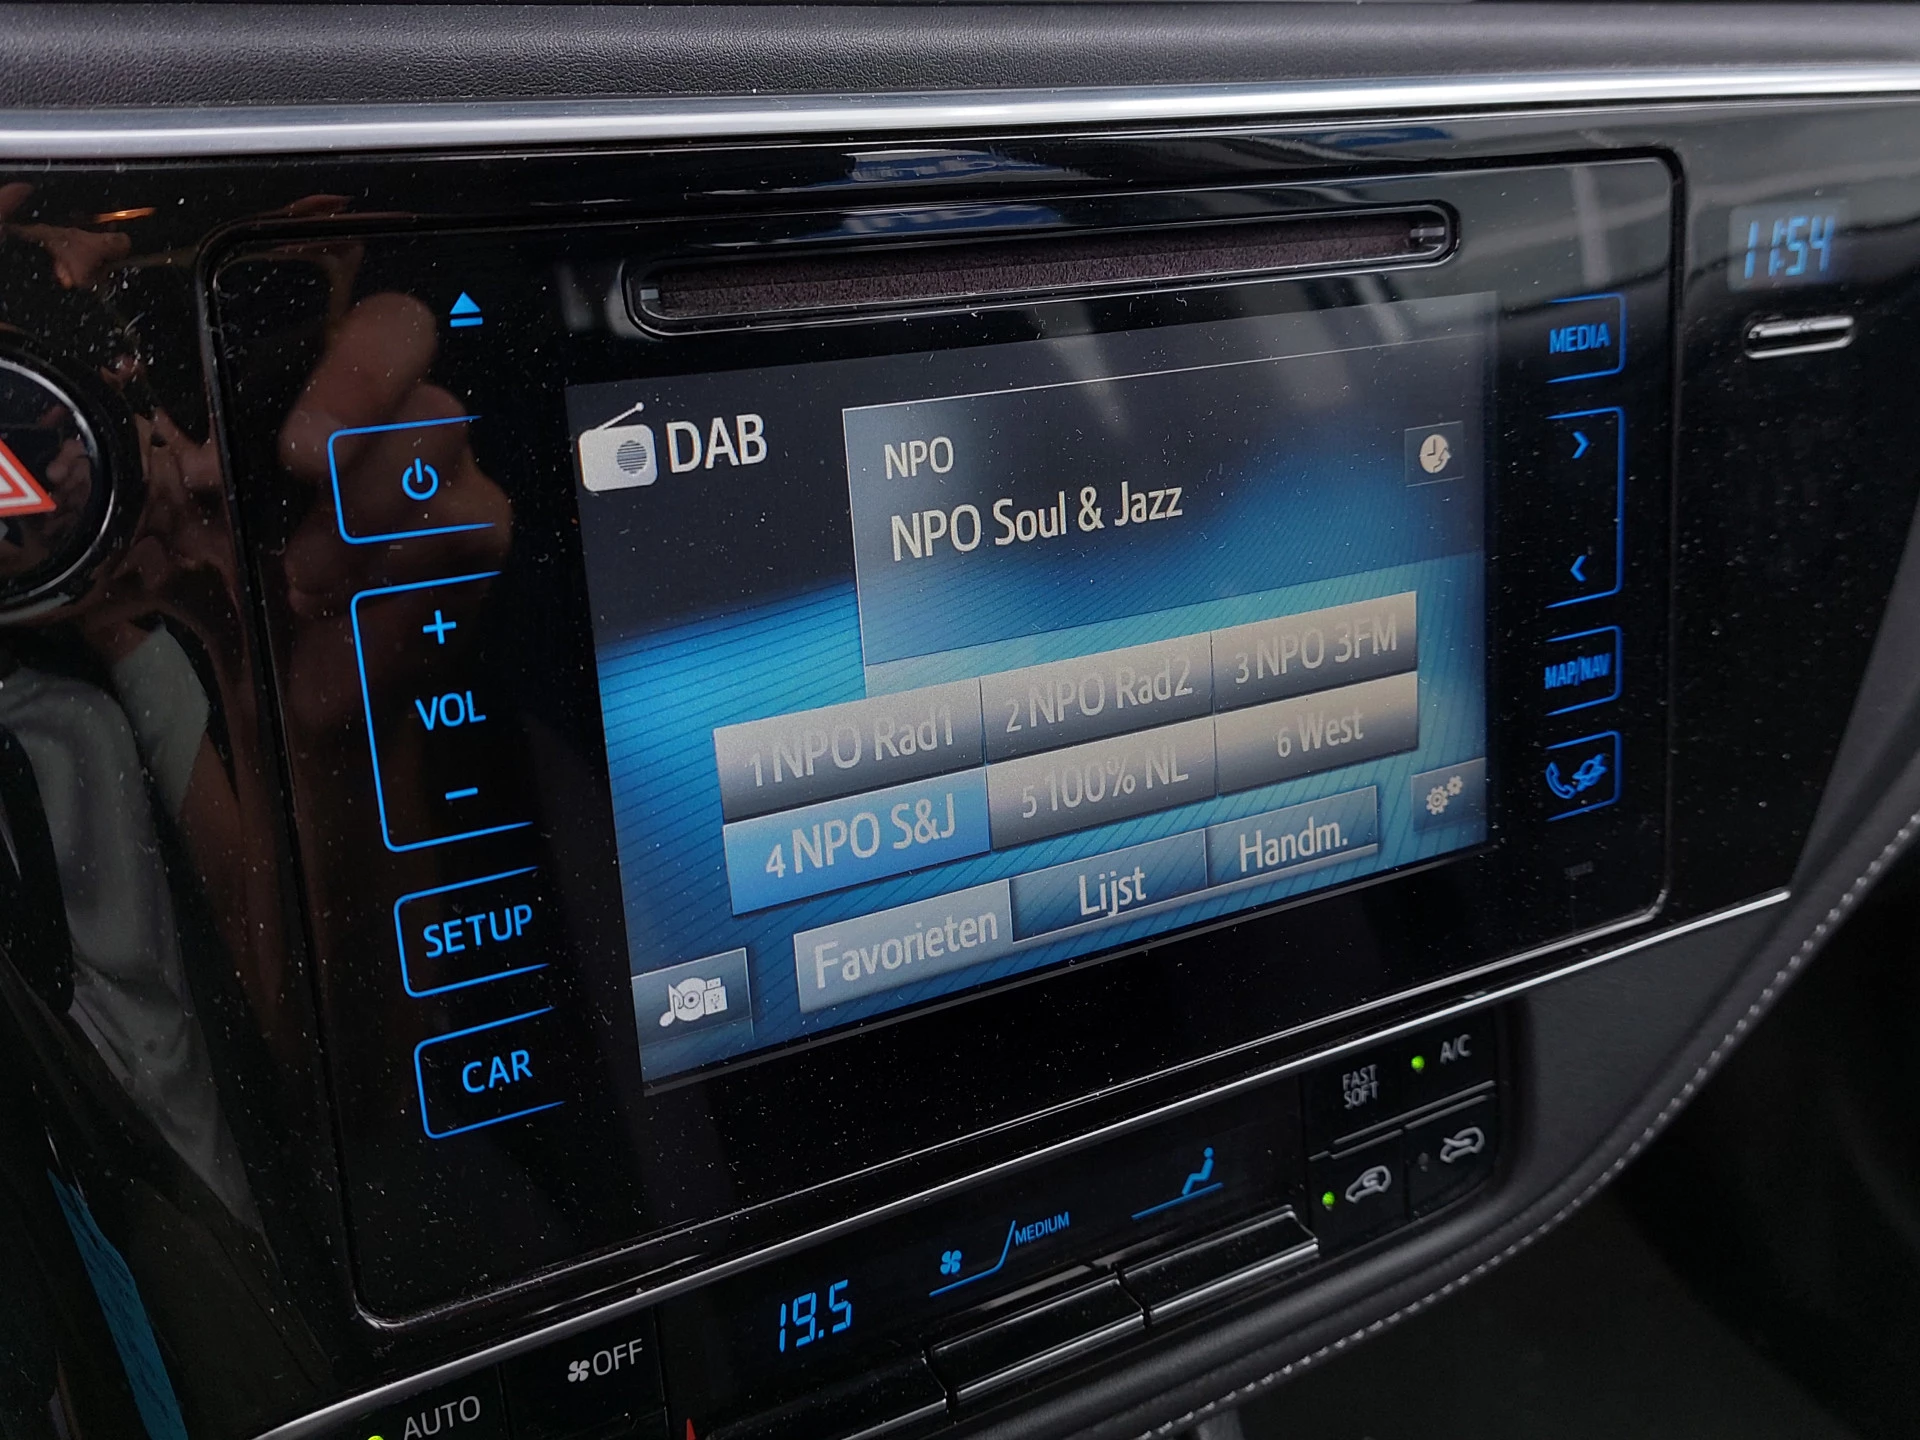 11:54
MEDIA
DAB
NPO
NPO Soul & Jazz
VOL
MAP/NAV
1 NPO Rad1
2 NPO Rad2
3 NPO 3FM
4 NPO S&J
5 100% NL
6 West
SETUP
Favorieten
Lijst
Handm.
CAR
FAST
SOFT
A/C
MEDIUM
19.5
OFF
AUTO